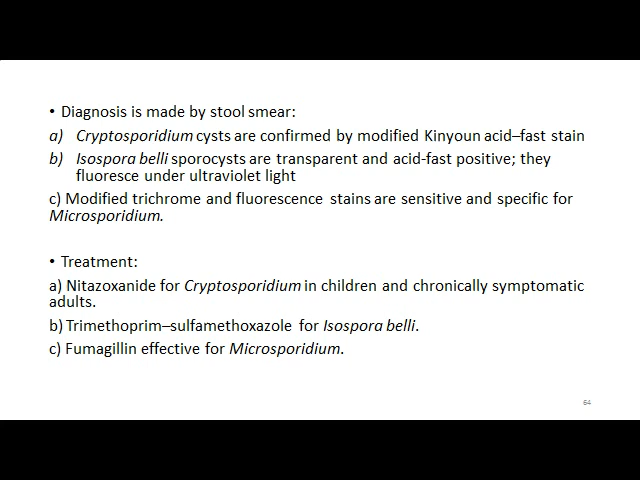 • Diagnosis is made by stool smear:
a) Cryptosporidium cysts are confirmed by modified Kinyoun acid–fast stain
b) Isospora belli sporocysts are transparent and acid-fast positive; they
fluoresce under ultraviolet light
c) Modified trichrome and fluorescence stains are sensitive and specific for
Microsporidium.
• Treatment:
a) Nitazoxanide for Cryptosporidium in children and chronically symptomatic
adults.
b) Trimethoprim–sulfamethoxazole for Isospora belli.
c) Fumagillin effective for Microsporidium.
64